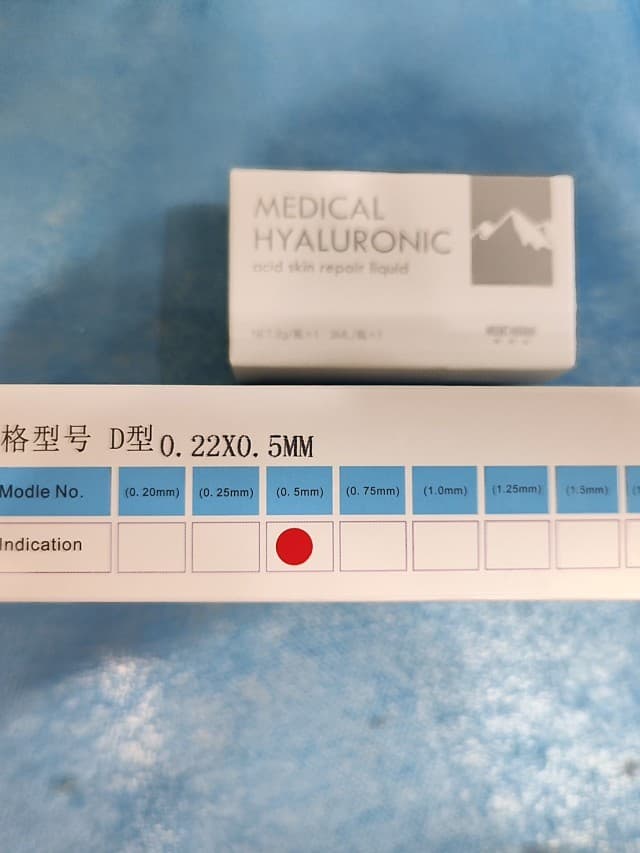 MEDICAL
HYALURONIC
acid skin repair liquid
格型号 D型0.22X0.5MM
Modle No. (0.20mm) (0.25mm) (0.5mm) (0.75mm) (1.0mm) (1.25mm) (1.5mm)
Indication